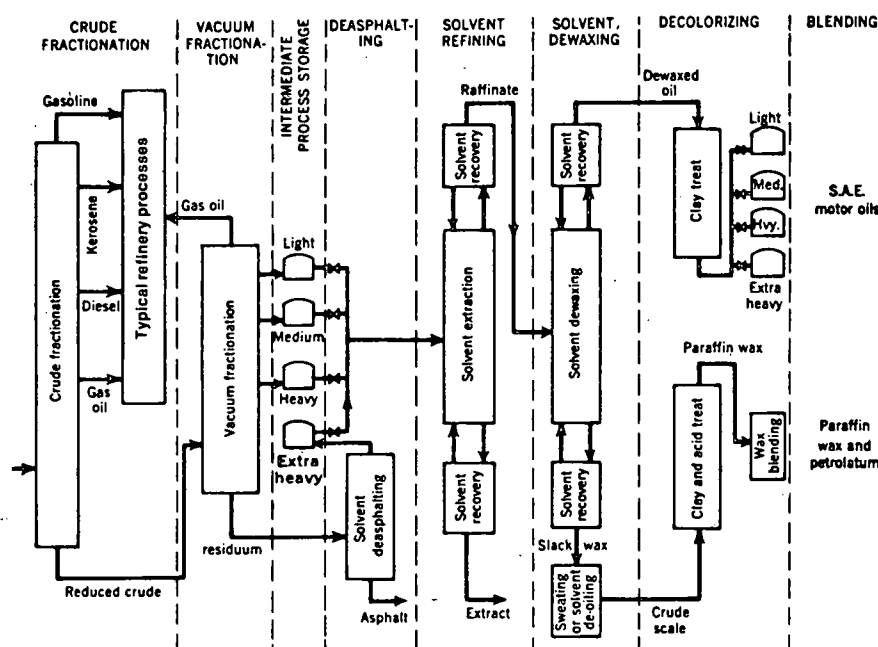 CRUDE
FRACTIONATION
VACUUM
FRACTIONA-
TION
INTERMEDIATE
PROCESS STORAGE
DEASPHALT-
ING
SOLVENT
REFINING
SOLVENT,
DEWAXING
DECOLORIZING
BLENDING
Gasoline
Kerosene
Diesel
Gas
oil
Crude fractionation
Typical refinery processes
Reduced crude
Gas oil
Vacuum fractionation
residuum
Light
Medium
Heavy
Extra
heavy
Solvent
deasphalting
Asphalt
Raffinate
Solvent
recovery
Solvent extraction
Solvent
recovery
Extract
Solvent
recovery
Solvent dewaxing
Solvent
recovery
Slack wax
Sweating
or solvent
de-oiling
Dewaxed
oil
Clay treat
Light
Med.
Hvy.
Extra
heavy
Paraffin wax
Clay and acid treat
Wax
blending
Crude
scale
S.A.E.
motor oils
Paraffin
wax and
petrolatum